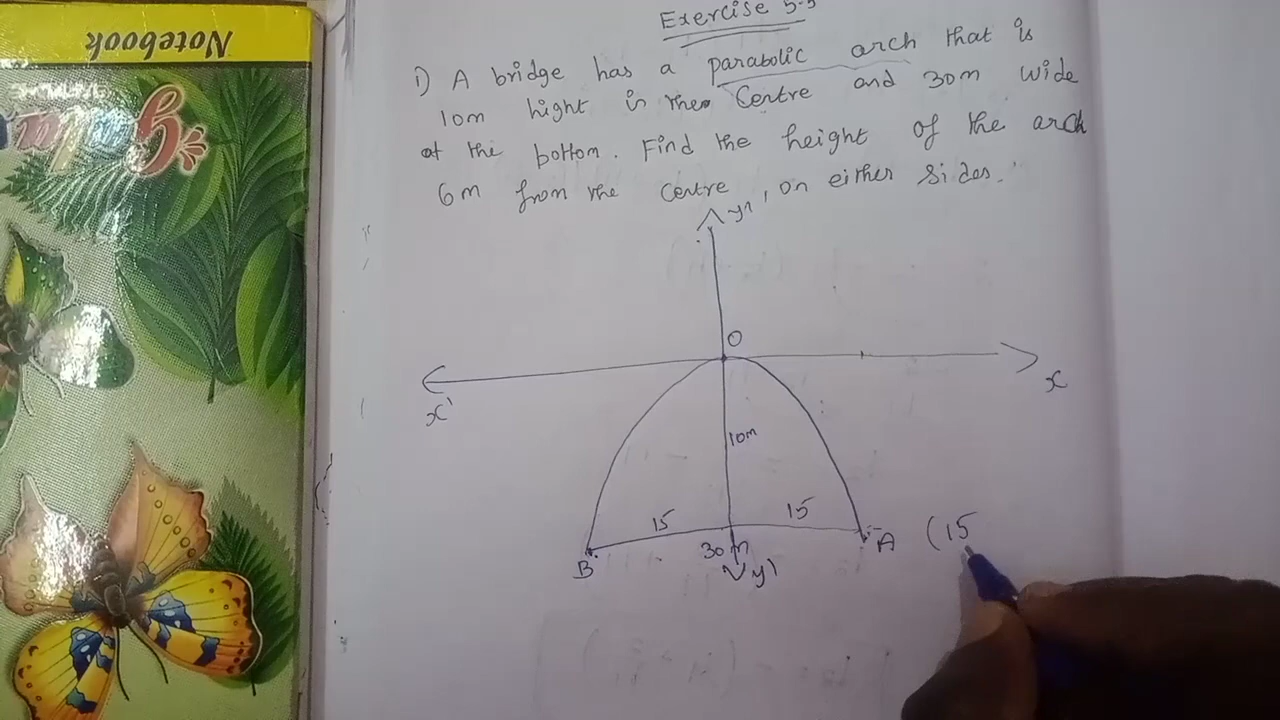 Notebook
Exercise 5.5
1) A bridge has a parabolic arch that is
10m hight in the centre and 30m wide
at the bottom. Find the height of the arch
6m from the centre, on either sides.
y
O
x'
x
10m
15
15
30m
B
A (15
y'